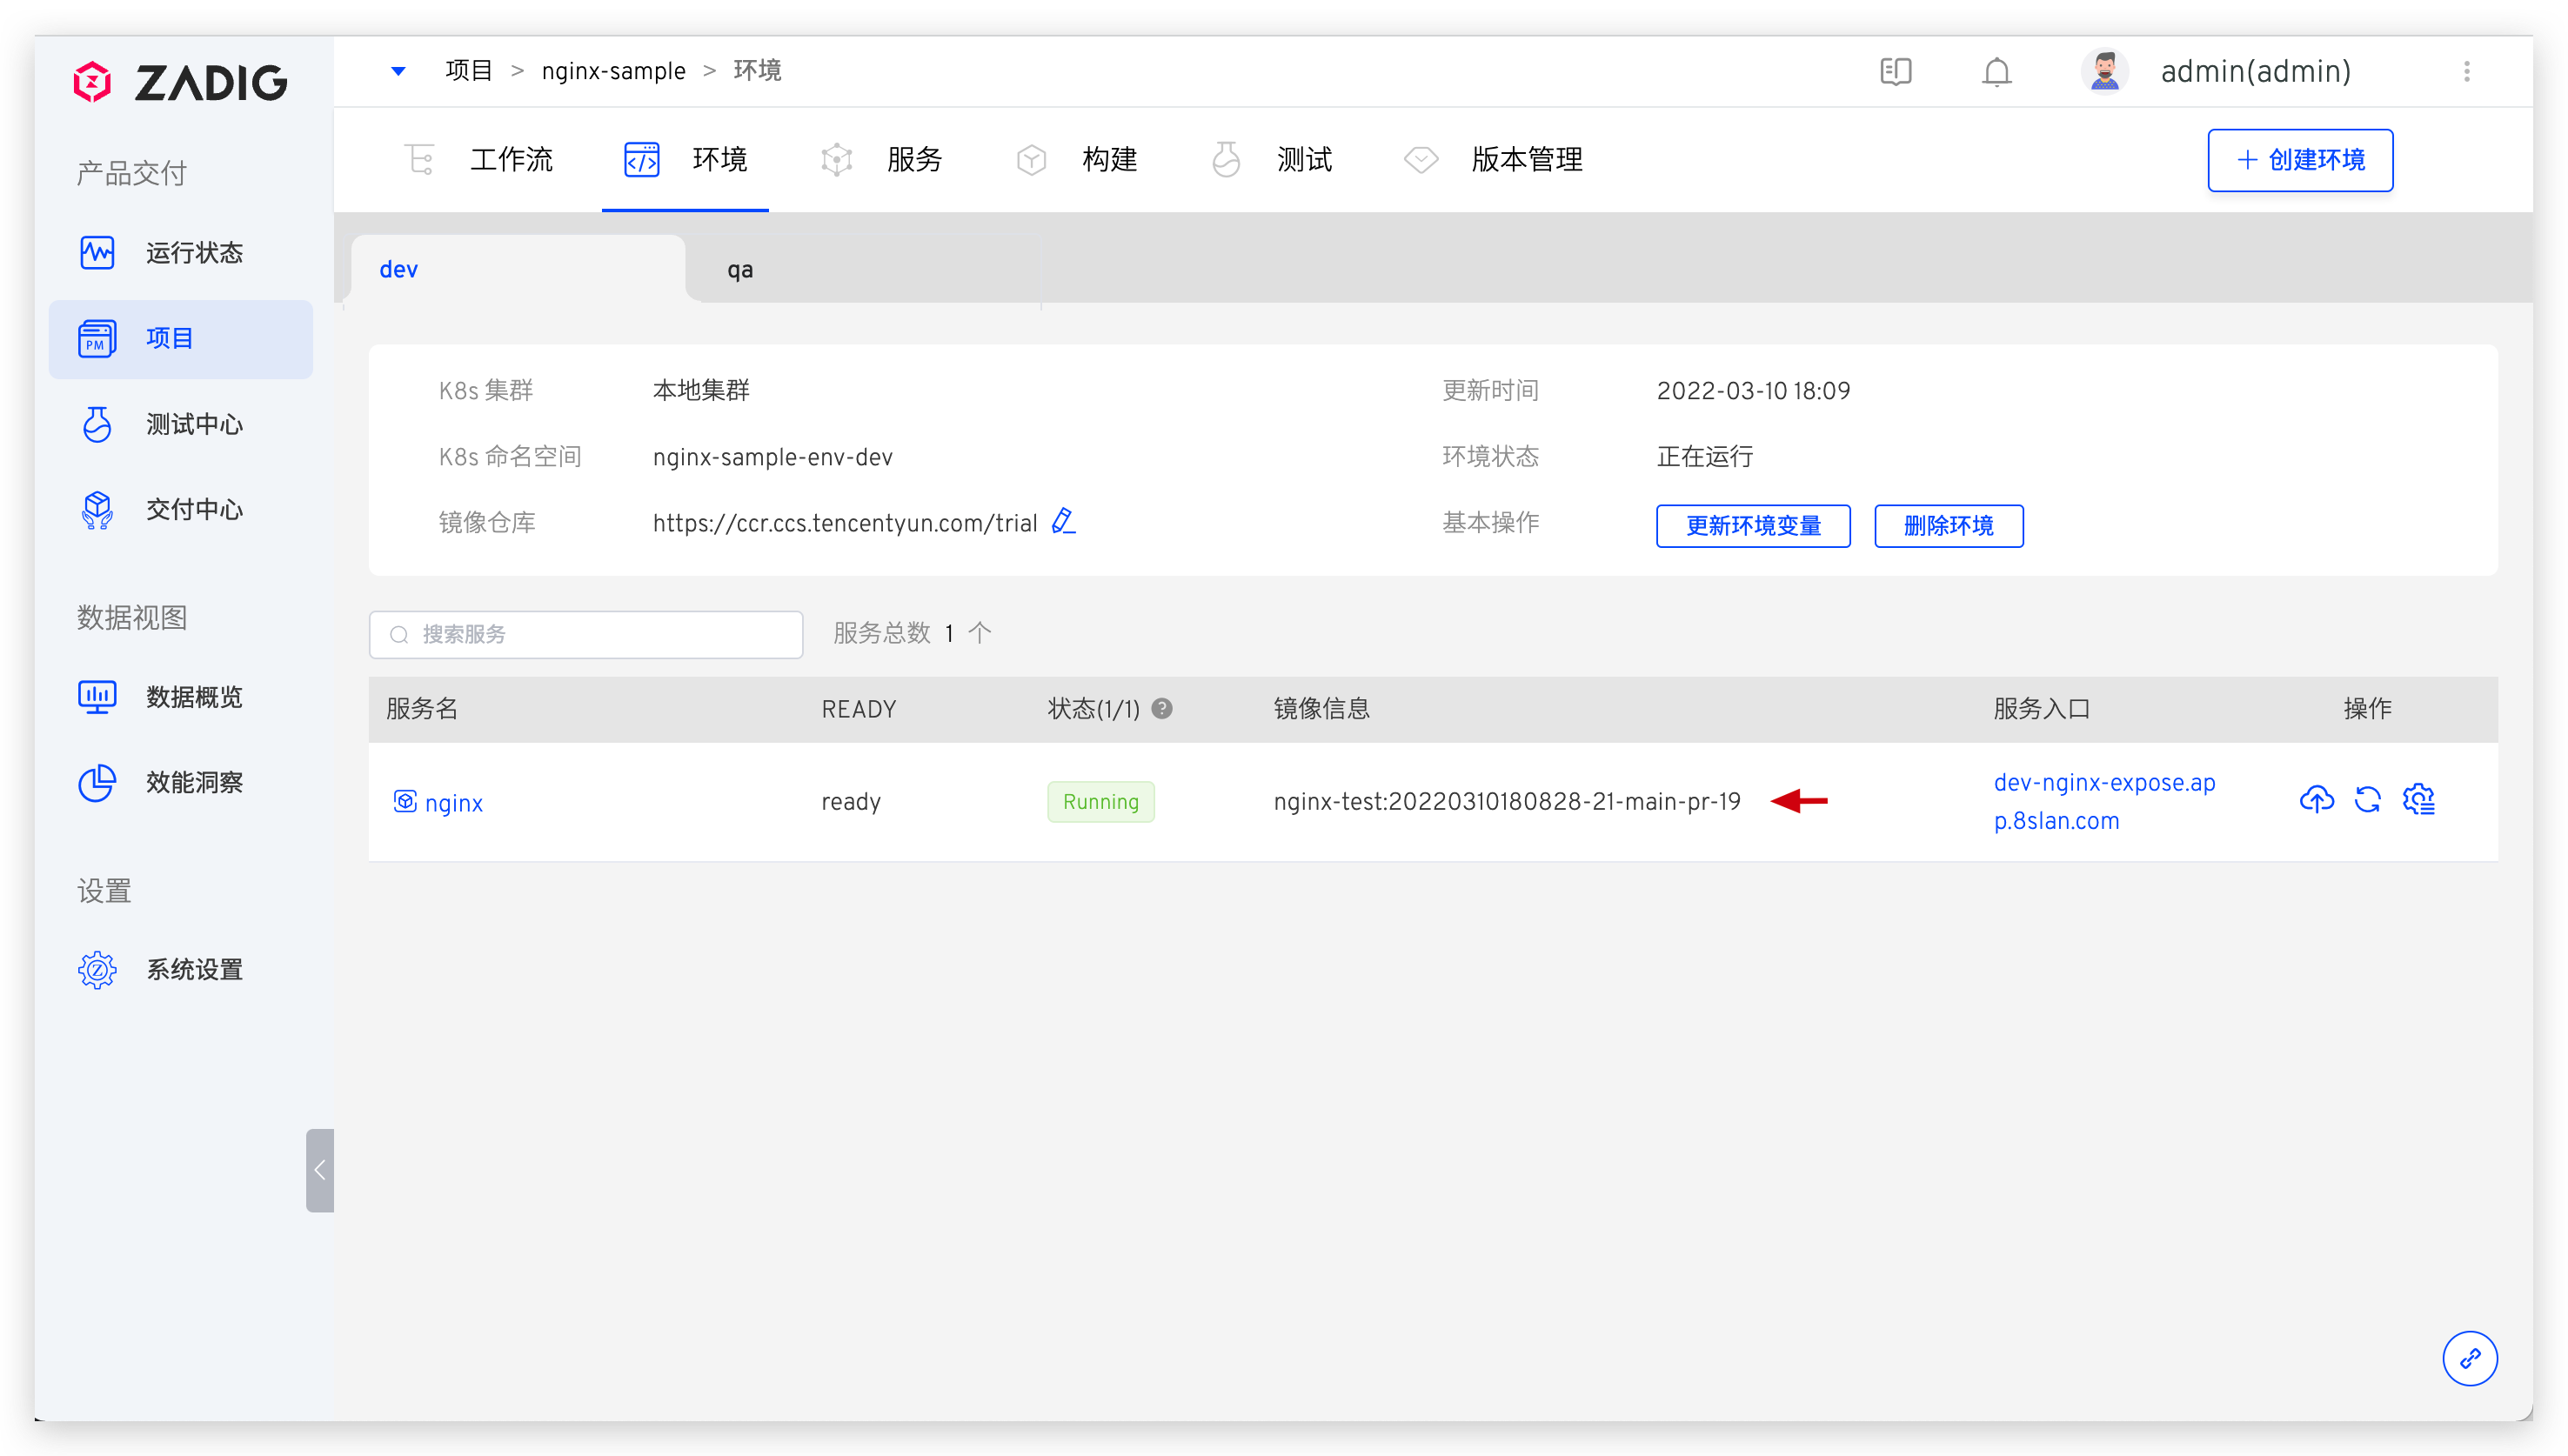 ZADIG
项目 > nginx-sample > 环境
admin(admin)
产品交付
运行状态
PM 项目
测试中心
交付中心
数据视图
数据概览
效能洞察
设置
Z 系统设置
工作流 环境 服务 构建 测试 版本管理
+ 创建环境
dev qa
K8s 集群 本地集群 更新时间 2022-03-10 18:09
K8s 命名空间 nginx-sample-env-dev 环境状态 正在运行
镜像仓库 https://ccr.ccs.tencentyun.com/trial 基本操作 更新环境变量 删除环境
搜索服务 服务总数 1 个
服务名 READY 状态(1/1) ? 镜像信息 服务入口 操作
nginx ready Running nginx-test:20220310180828-21-main-pr-19 dev-nginx-expose.ap
p.8slan.com